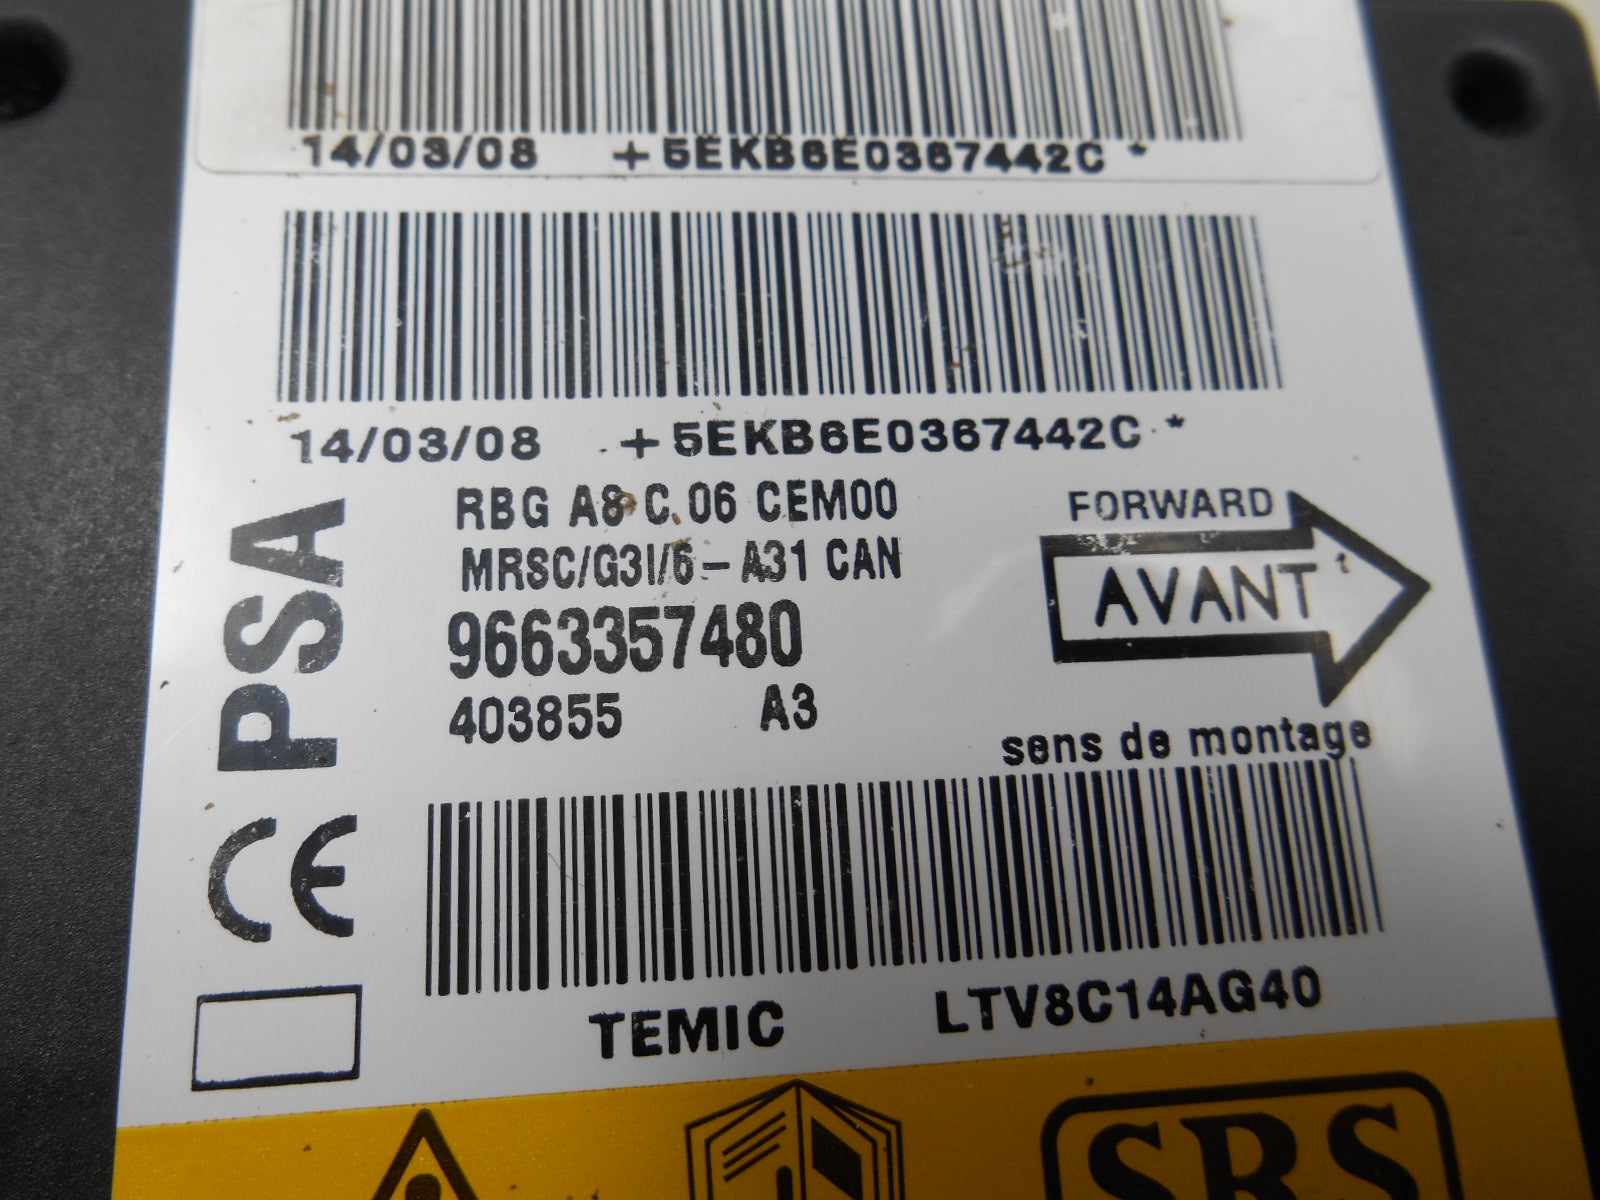 14/03/08 +5EKB6E0367442C *
14/03/08 +5EKB6E0367442C *
PSA
RBG A8 C.06 CEM00
MRSC/G3I/6-A31 CAN
9663357480
403855 A3
FORWARD
AVANT
sens de montage
CE
TEMIC LTV8C14AG40
SRS